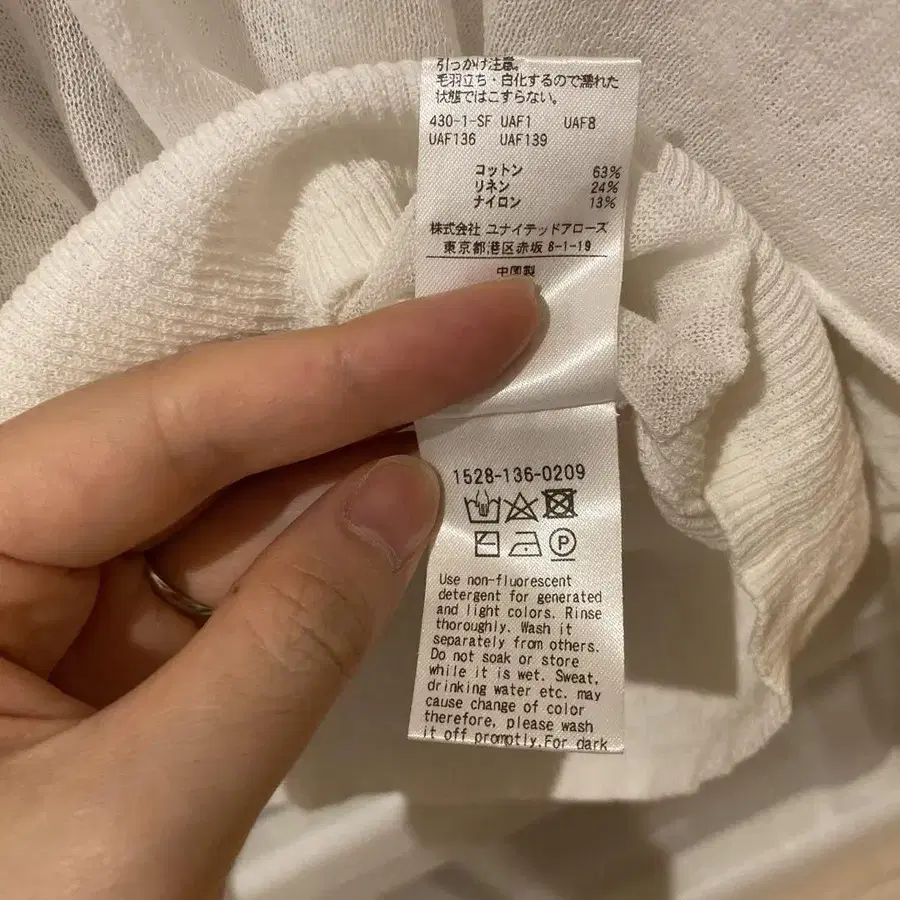 引っかけ注意。
毛羽立ち・白化するので濡れた
状態ではこすらない。
430-1-SF UAF1 UAF8
UAF136 UAF139
コットン 63%
リネン 24%
ナイロン 13%
株式会社 ユナイテッドアローズ
東京都港区赤坂 8-1-19
中国製
1528-136-0209
P
Use non-fluorescent
detergent for generated
and light colors. Rinse
thoroughly. Wash it
separately from others.
Do not soak or store
while it is wet. Sweat,
drinking water etc. may
cause change of color
therefore, please wash
it off promptly.For dark